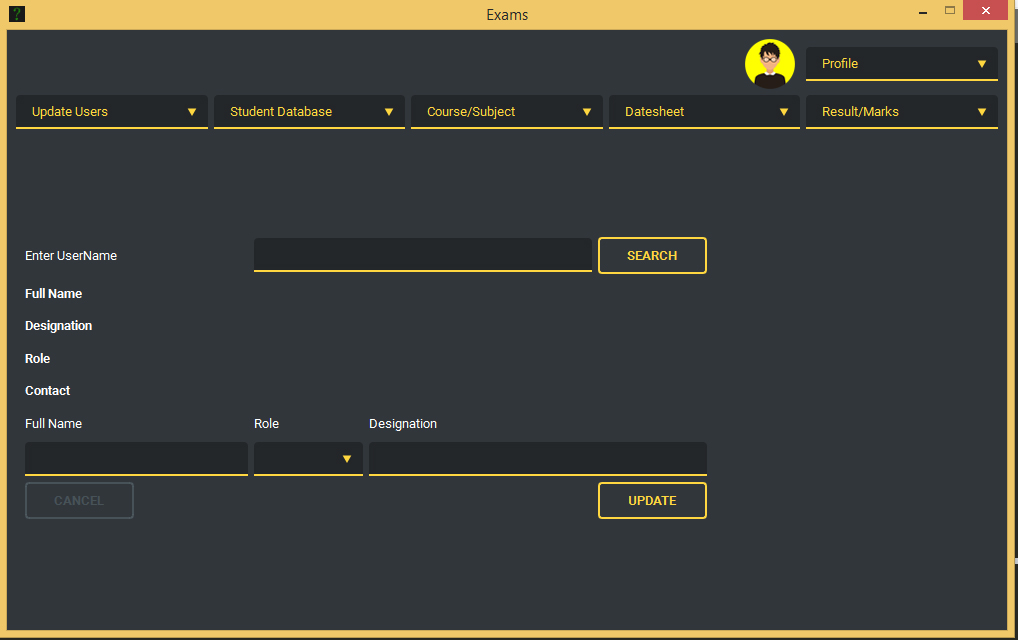 Exams
Profile
Update Users Student Database Course/Subject Datesheet Result/Marks
Enter UserName SEARCH
Full Name
Designation
Role
Contact
Full Name Role Designation
CANCEL UPDATE